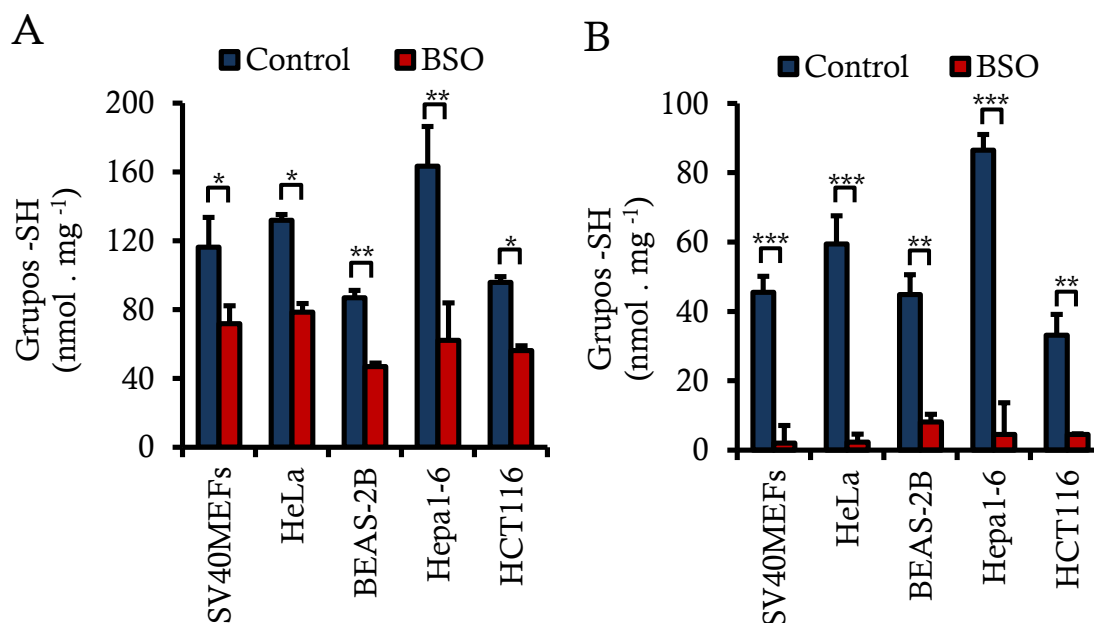 A
Control BSO
Grupos -SH
(nmol . mg -1)
200
160
120
80
40
0
*
*
**
**
*
SV40MEFs
HeLa
BEAS-2B
Hepa1-6
HCT116
B
Control BSO
Grupos -SH
(nmol . mg -1)
100
80
60
40
20
0
***
***
**
***
**
SV40MEFs
HeLa
BEAS-2B
Hepa1-6
HCT116